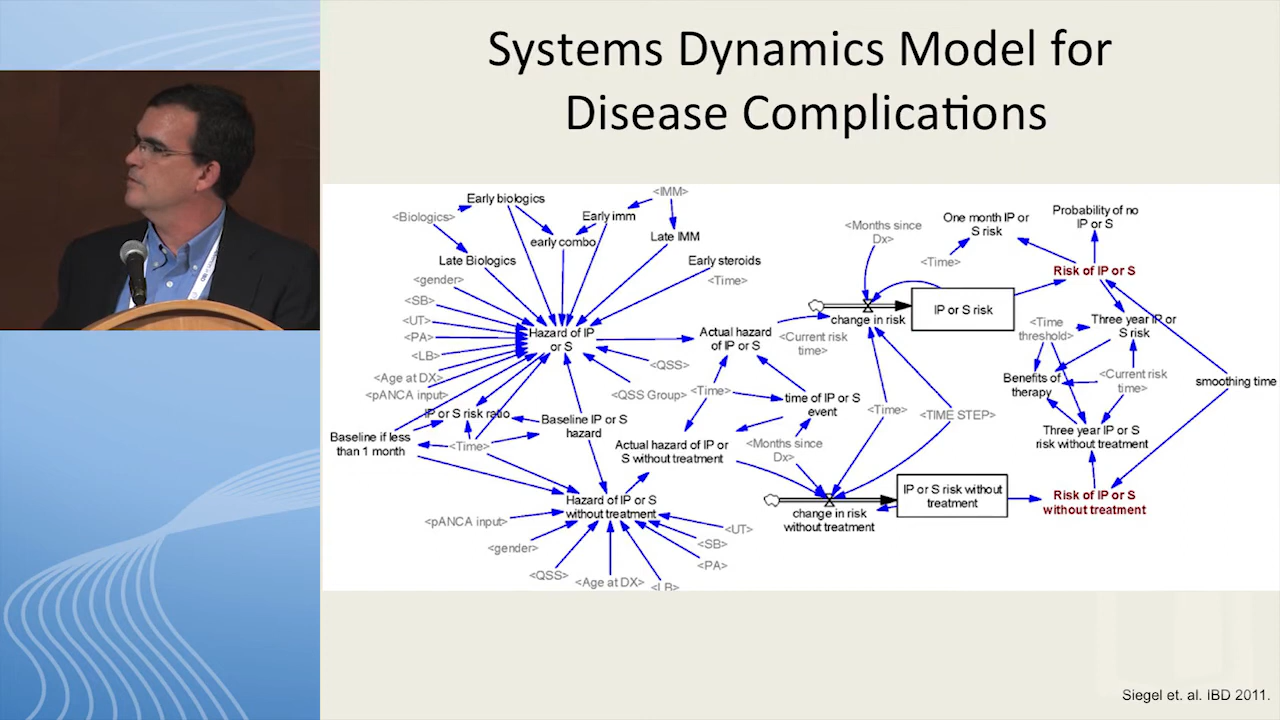 Systems Dynamics Model for
Disease Complications
Early biologics
<IMM>
<Biologics>
Early imm
early combo
Late IMM
Late Biologics
Early steroids
<gender>
<Time>
<SB>
<UT>
<PA>
<LB>
<Age at DX>
<pANCA input>
Hazard of IP
or S
<QSS>
<QSS Group>
IP or S risk ratio
Baseline if less
than 1 month
<Time>
Baseline IP or S
hazard
Actual hazard
of IP or S
<Time>
time of IP or S
event
Actual hazard of IP or
S without treatment
<Months since
Dx>
Hazard of IP or S
without treatment
<pANCA input>
<gender>
<QSS>
<Age at DX>
<LB>
<PA>
<SB>
<UT>
<Months since
Dx>
One month IP or
S risk
Probability of no
IP or S
<Time>
Risk of IP or S
IP or S risk
change in risk
<Current risk
time>
<Time
threshold>
Three year IP or
S risk
Benefits of
therapy
<Current risk
time>
smoothing time
<Time>
<TIME STEP>
Three year IP or S
risk without treatment
IP or S risk without
treatment
Risk of IP or S
without treatment
change in risk
without treatment
Siegel et. al. IBD 2011.